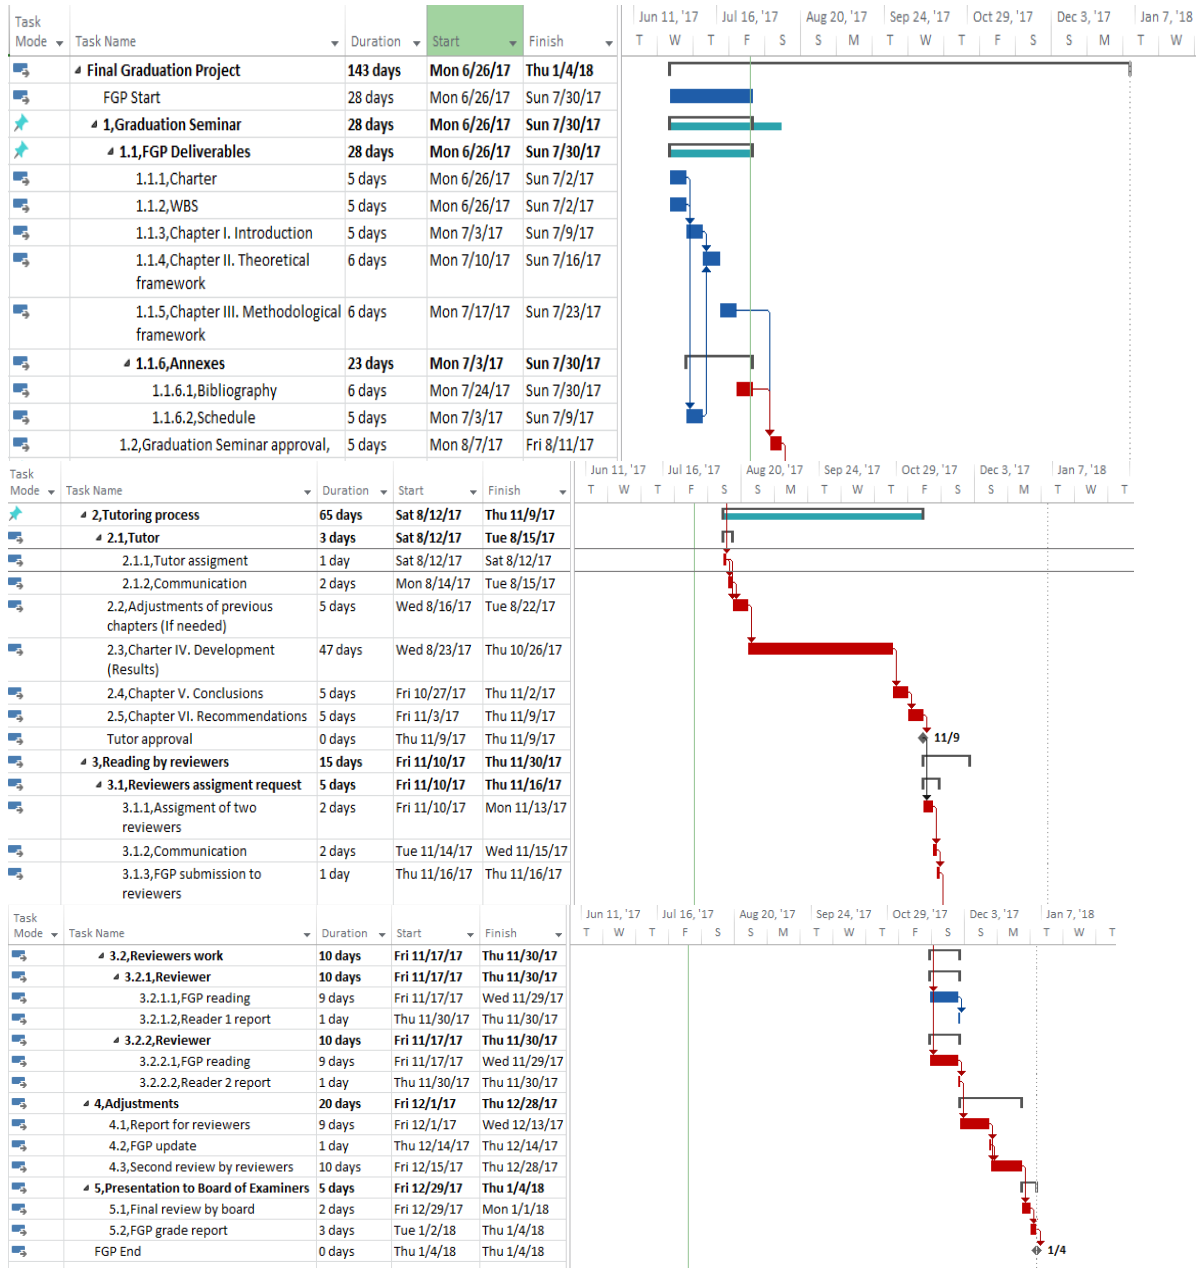 Task Mode Task Name Duration Start Finish
Jun 11, '17 Jul 16, '17 Aug 20, '17 Sep 24, '17 Oct 29, '17 Dec 3, '17 Jan 7, '18
T W T F S S M T W T F S S M T W
Final Graduation Project 143 days Mon 6/26/17 Thu 1/4/18
FGP Start 28 days Mon 6/26/17 Sun 7/30/17
1,Graduation Seminar 28 days Mon 6/26/17 Sun 7/30/17
1.1,FGP Deliverables 28 days Mon 6/26/17 Sun 7/30/17
1.1.1,Charter 5 days Mon 6/26/17 Sun 7/2/17
1.1.2,WBS 5 days Mon 6/26/17 Sun 7/2/17
1.1.3,Chapter I. Introduction 5 days Mon 7/3/17 Sun 7/9/17
1.1.4,Chapter II. Theoretical 6 days Mon 7/10/17 Sun 7/16/17
framework
1.1.5,Chapter III. Methodological 6 days Mon 7/17/17 Sun 7/23/17
framework
1.1.6,Annexes 23 days Mon 7/3/17 Sun 7/30/17
1.1.6.1,Bibliography 6 days Mon 7/24/17 Sun 7/30/17
1.1.6.2,Schedule 5 days Mon 7/3/17 Sun 7/9/17
1.2,Graduation Seminar approval, 5 days Mon 8/7/17 Fri 8/11/17
Task Mode Task Name Duration Start Finish
Jun 11, '17 Jul 16, '17 Aug 20, '17 Sep 24, '17 Oct 29, '17 Dec 3, '17 Jan 7, '18
T W T F S S M T W T F S S M T W T
2,Tutoring process 65 days Sat 8/12/17 Thu 11/9/17
2.1,Tutor 3 days Sat 8/12/17 Tue 8/15/17
2.1.1,Tutor assigment 1 day Sat 8/12/17 Sat 8/12/17
2.1.2,Communication 2 days Mon 8/14/17 Tue 8/15/17
2.2,Adjustments of previous 5 days Wed 8/16/17 Tue 8/22/17
chapters (If needed)
2.3,Charter IV. Development 47 days Wed 8/23/17 Thu 10/26/17
(Results)
2.4,Chapter V. Conclusions 5 days Fri 10/27/17 Thu 11/2/17
2.5,Chapter VI. Recommendations 5 days Fri 11/3/17 Thu 11/9/17
Tutor approval 0 days Thu 11/9/17 Thu 11/9/17 11/9
3,Reading by reviewers 15 days Fri 11/10/17 Thu 11/30/17
3.1,Reviewers assigment request 5 days Fri 11/10/17 Thu 11/16/17
3.1.1,Assigment of two 2 days Fri 11/10/17 Mon 11/13/17
reviewers
3.1.2,Communication 2 days Tue 11/14/17 Wed 11/15/17
3.1.3,FGP submission to 1 day Thu 11/16/17 Thu 11/16/17
reviewers
Task Mode Task Name Duration Start Finish
Jun 11, '17 Jul 16, '17 Aug 20, '17 Sep 24, '17 Oct 29, '17 Dec 3, '17 Jan 7, '18
T W T F S S M T W T F S S M T W T
3.2,Reviewers work 10 days Fri 11/17/17 Thu 11/30/17
3.2.1,Reviewer 10 days Fri 11/17/17 Thu 11/30/17
3.2.1.1,FGP reading 9 days Fri 11/17/17 Wed 11/29/17
3.2.1.2,Reader 1 report 1 day Thu 11/30/17 Thu 11/30/17
3.2.2,Reviewer 10 days Fri 11/17/17 Thu 11/30/17
3.2.2.1,FGP reading 9 days Fri 11/17/17 Wed 11/29/17
3.2.2.2,Reader 2 report 1 day Thu 11/30/17 Thu 11/30/17
4,Adjustments 20 days Fri 12/1/17 Thu 12/28/17
4.1,Report for reviewers 9 days Fri 12/1/17 Wed 12/13/17
4.2,FGP update 1 day Thu 12/14/17 Thu 12/14/17
4.3,Second review by reviewers 10 days Fri 12/15/17 Thu 12/28/17
5,Presentation to Board of Examiners 5 days Fri 12/29/17 Thu 1/4/18
5.1,Final review by board 2 days Fri 12/29/17 Mon 1/1/18
5.2,FGP grade report 3 days Tue 1/2/18 Thu 1/4/18
FGP End 0 days Thu 1/4/18 Thu 1/4/18 1/4